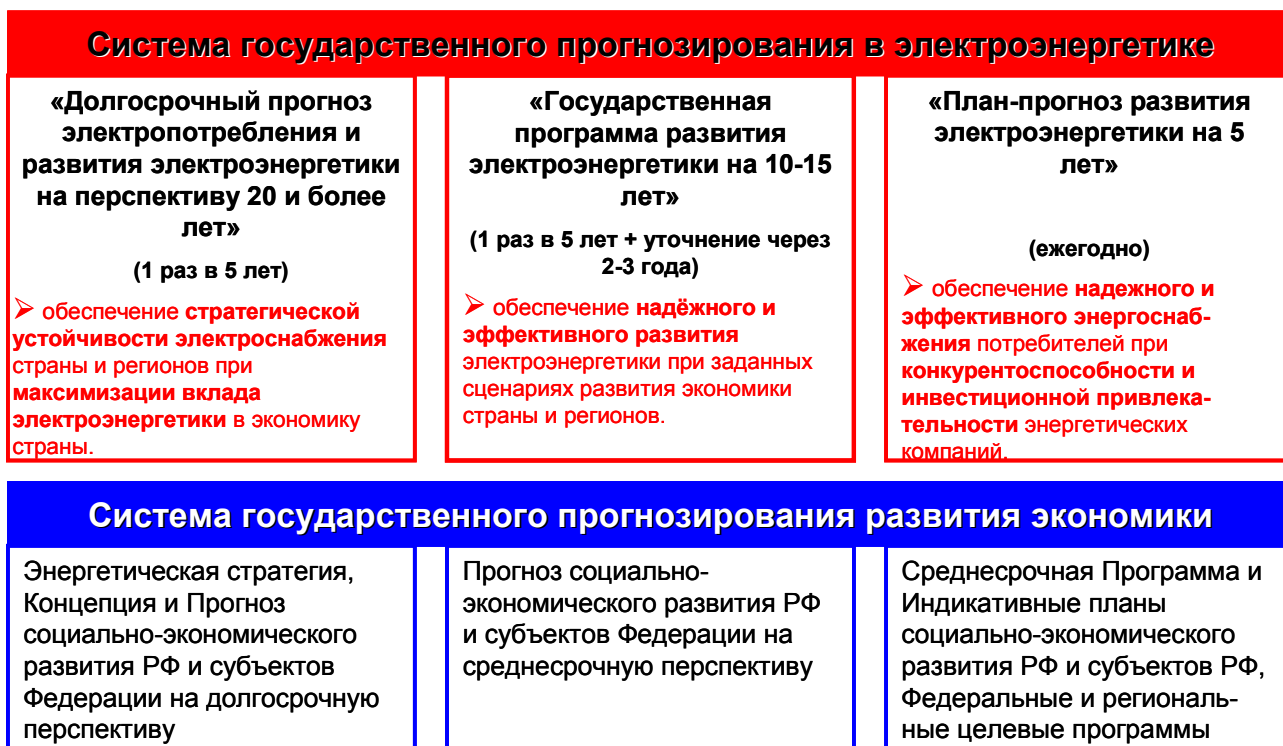 Система государственного прогнозирования в электроэнергетике
«Долгосрочный прогноз
электропотребления и
развития электроэнергетики
на перспективу 20 и более
лет»
(1 раз в 5 лет)
➢ обеспечение стратегической
устойчивости электроснабжения
страны и регионов при
максимизации вклада
электроэнергетики в экономику
страны.
«Государственная
программа развития
электроэнергетики на 10-15
лет»
(1 раз в 5 лет + уточнение через
2-3 года)
➢ обеспечение надёжного и
эффективного развития
электроэнергетики при заданных
сценариях развития экономики
страны и регионов.
«План-прогноз развития
электроэнергетики на 5
лет»
(ежегодно)
➢ обеспечение надежного и
эффективного энергоснаб-
жения потребителей при
конкурентоспособности и
инвестиционной привлека-
тельности энергетических
компаний.
Система государственного прогнозирования развития экономики
Энергетическая стратегия,
Концепция и Прогноз
социально-экономического
развития РФ и субъектов
Федерации на долгосрочную
перспективу
Прогноз социально-
экономического развития РФ
и субъектов Федерации на
среднесрочную перспективу
Среднесрочная Программа и
Индикативные планы
социально-экономического
развития РФ и субъектов РФ,
Федеральные и региональ-
ные целевые программы